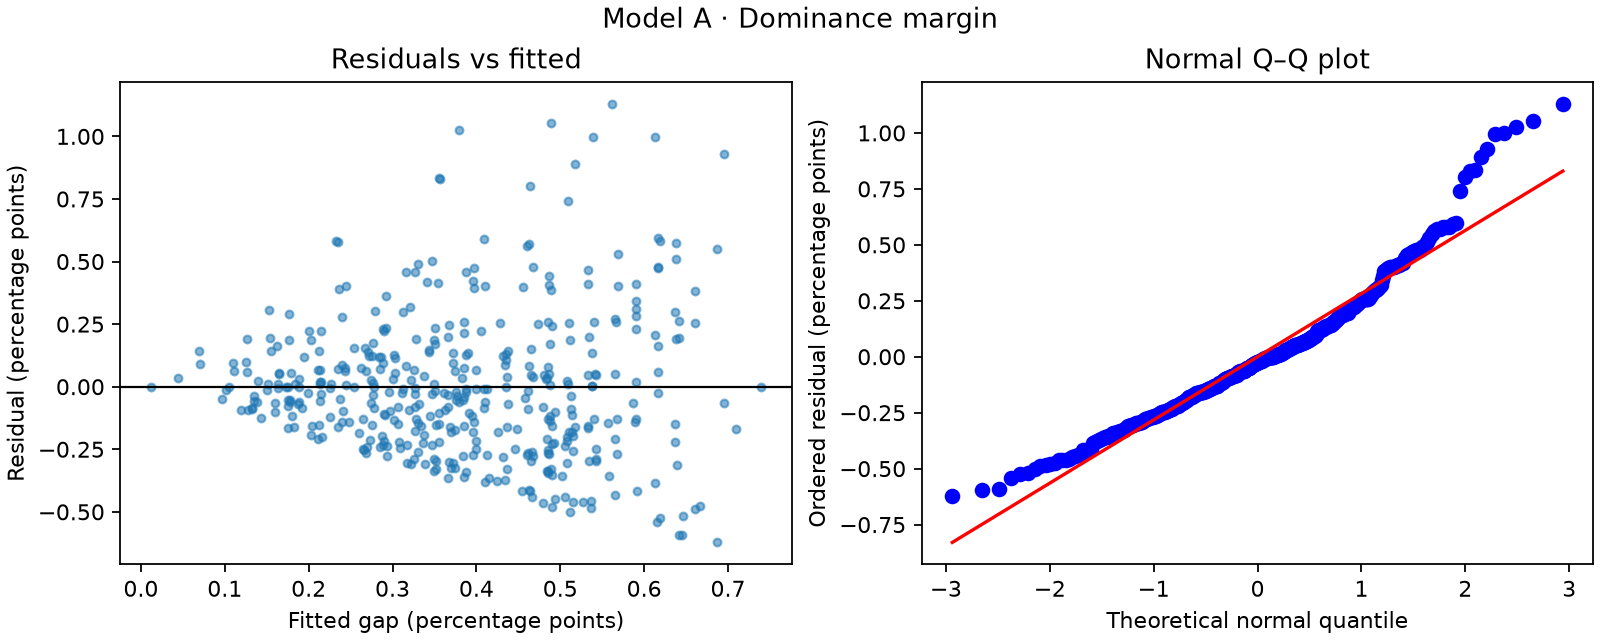 Model A · Dominance margin
Residuals vs fitted
Residual (percentage points)
1.00
0.75
0.50
0.25
0.00
−0.25
−0.50
0.0 0.1 0.2 0.3 0.4 0.5 0.6 0.7
Fitted gap (percentage points)
Normal Q–Q plot
Ordered residual (percentage points)
1.00
0.75
0.50
0.25
0.00
−0.25
−0.50
−0.75
−3 −2 −1 0 1 2 3
Theoretical normal quantile